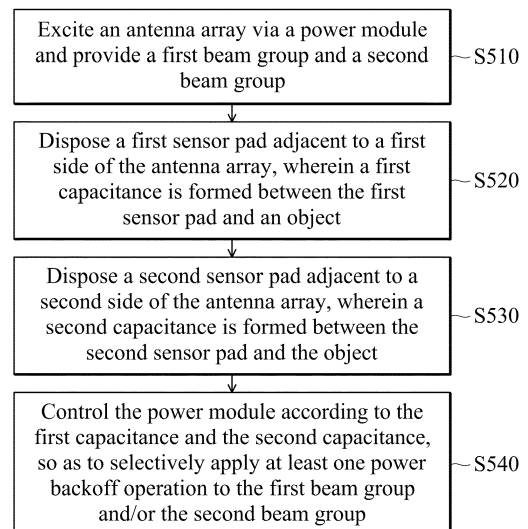 Excite an antenna array via a power module
and provide a first beam group and a second
beam group
S510
Dispose a first sensor pad adjacent to a first
side of the antenna array, wherein a first
capacitance is formed between the first
sensor pad and an object
S520
Dispose a second sensor pad adjacent to a
second side of the antenna array, wherein a
second capacitance is formed between the
second sensor pad and the object
S530
Control the power module according to the
first capacitance and the second capacitance,
so as to selectively apply at least one power
backoff operation to the first beam group
and/or the second beam group
S540